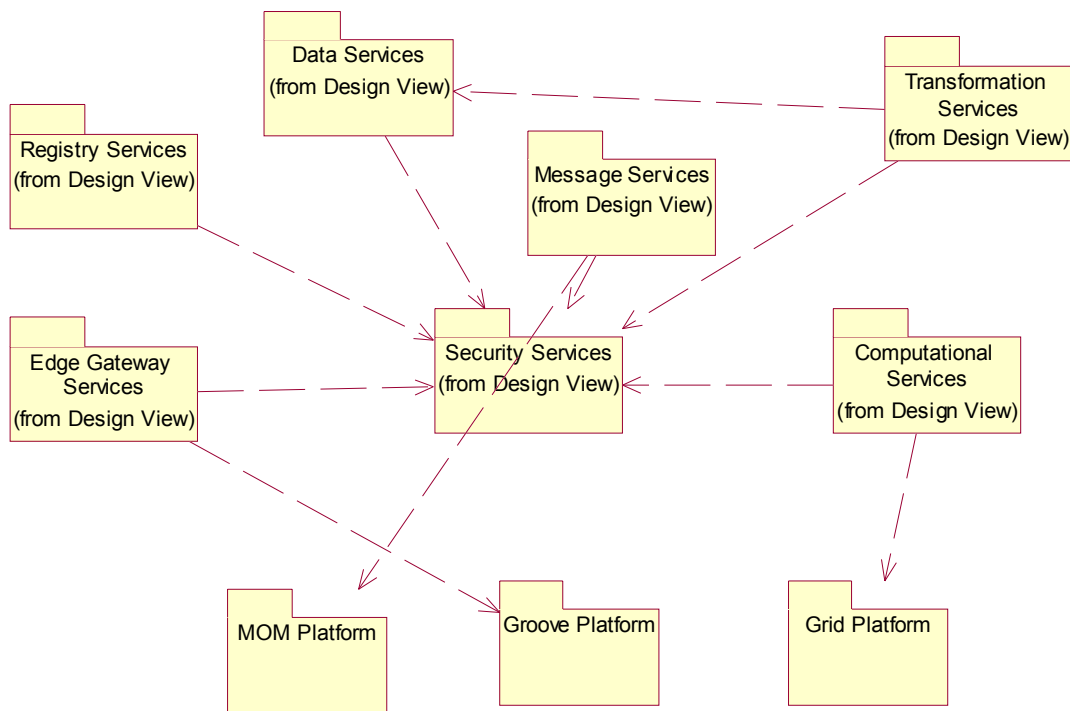 Data Services
(from Design View)
Transformation
Services
(from Design View)
Registry Services
(from Design View)
Message Services
(from Design View)
Edge Gateway
Services
(from Design View)
Security Services
(from Design View)
Computational
Services
(from Design View)
MOM Platform
Groove Platform
Grid Platform